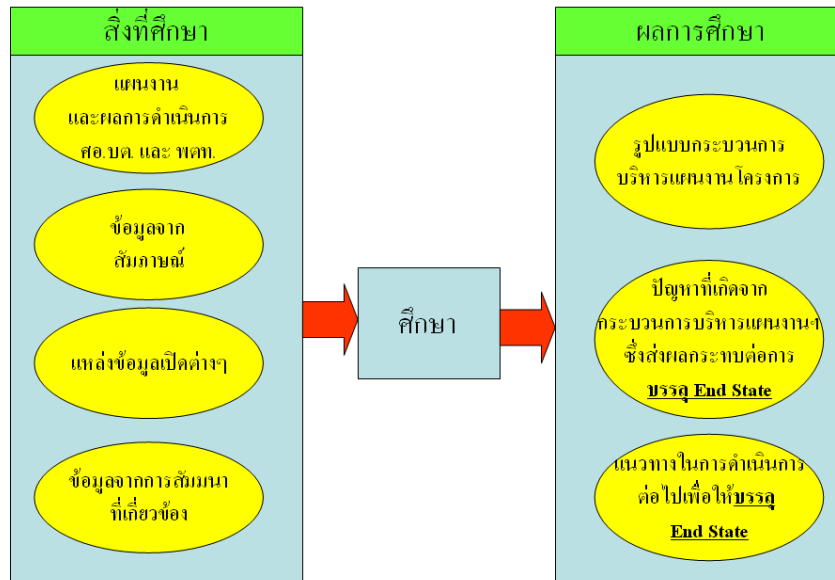 สิ่งที่ศึกษา
แผนงาน
และผลการดำเนินการ
ศอ.บต. และ พตท.
ข้อมูลจาก
สัมภาษณ์
แหล่งข้อมูลเปิดต่างๆ
ข้อมูลจากการสัมมนา
ที่เกี่ยวข้อง
ศึกษา
ผลการศึกษา
รูปแบบกระบวนการ
บริหารแผนงานโครงการ
ปัญหาที่เกิดจาก
กระบวนการบริหารแผนงานฯ
ซึ่งส่งผลกระทบต่อการ
บรรลุ End State
แนวทางในการดำเนินการ
ต่อไปเพื่อให้บรรลุ
End State